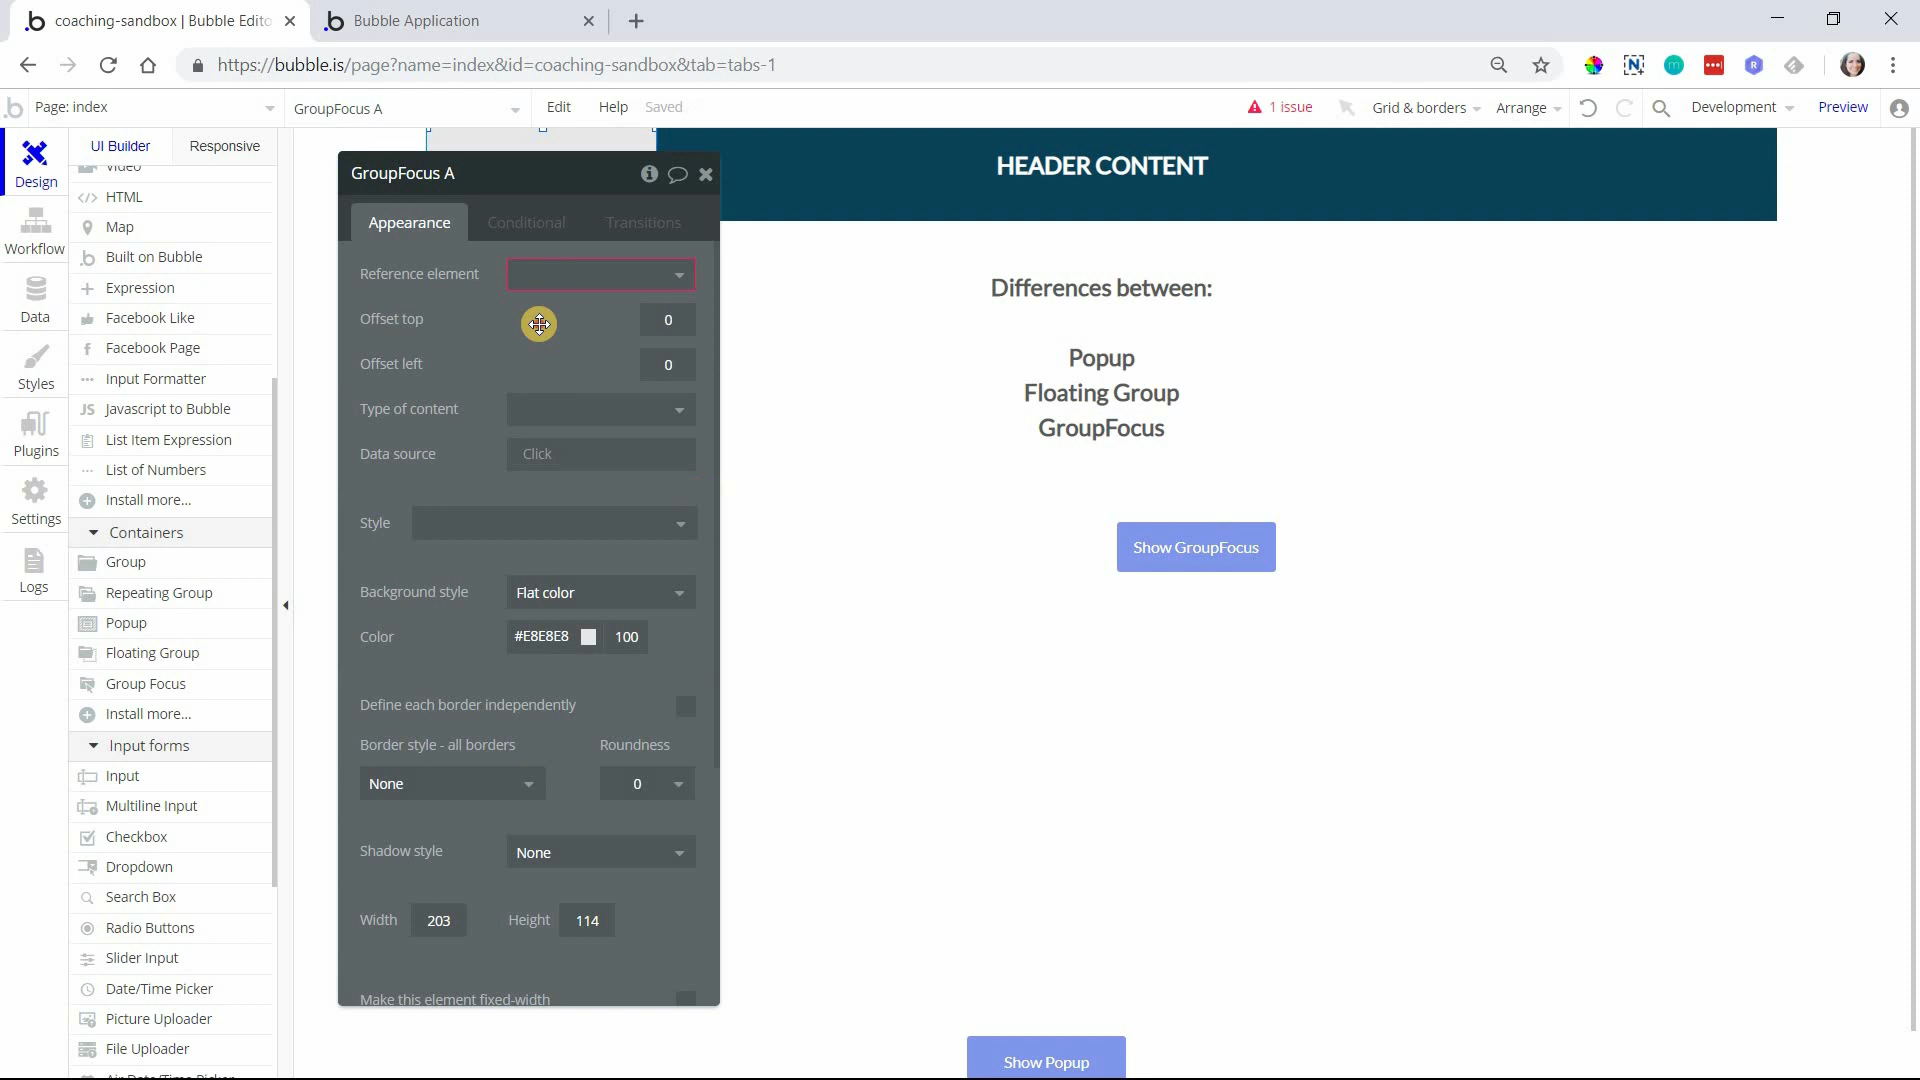 coaching-sandbox | Bubble Edito
Bubble Application
https://bubble.is/page?name=index&id=coaching-sandbox&tab=tabs-1
Page: index
GroupFocus A
Edit
Help
Saved
1 issue
Grid & borders
Arrange
Development
Preview
UI Builder
Responsive
Design
Workflow
Data
Styles
Plugins
Settings
Logs
Video
HTML
Map
Built on Bubble
Expression
Facebook Like
Facebook Page
Input Formatter
Javascript to Bubble
List Item Expression
List of Numbers
Install more...
Containers
Group
Repeating Group
Popup
Floating Group
Group Focus
Install more...
Input forms
Input
Multiline Input
Checkbox
Dropdown
Search Box
Radio Buttons
Slider Input
Date/Time Picker
Picture Uploader
File Uploader
GroupFocus A
Appearance
Conditional
Transitions
Reference element
Offset top 0
Offset left 0
Type of content
Data source Click
Style
Background style Flat color
Color #E8E8E8 100
Define each border independently
Border style - all borders Roundness
None 0
Shadow style None
Width 203 Height 114
Make this element fixed-width
HEADER CONTENT
Differences between:
Popup
Floating Group
GroupFocus
Show GroupFocus
Show Popup